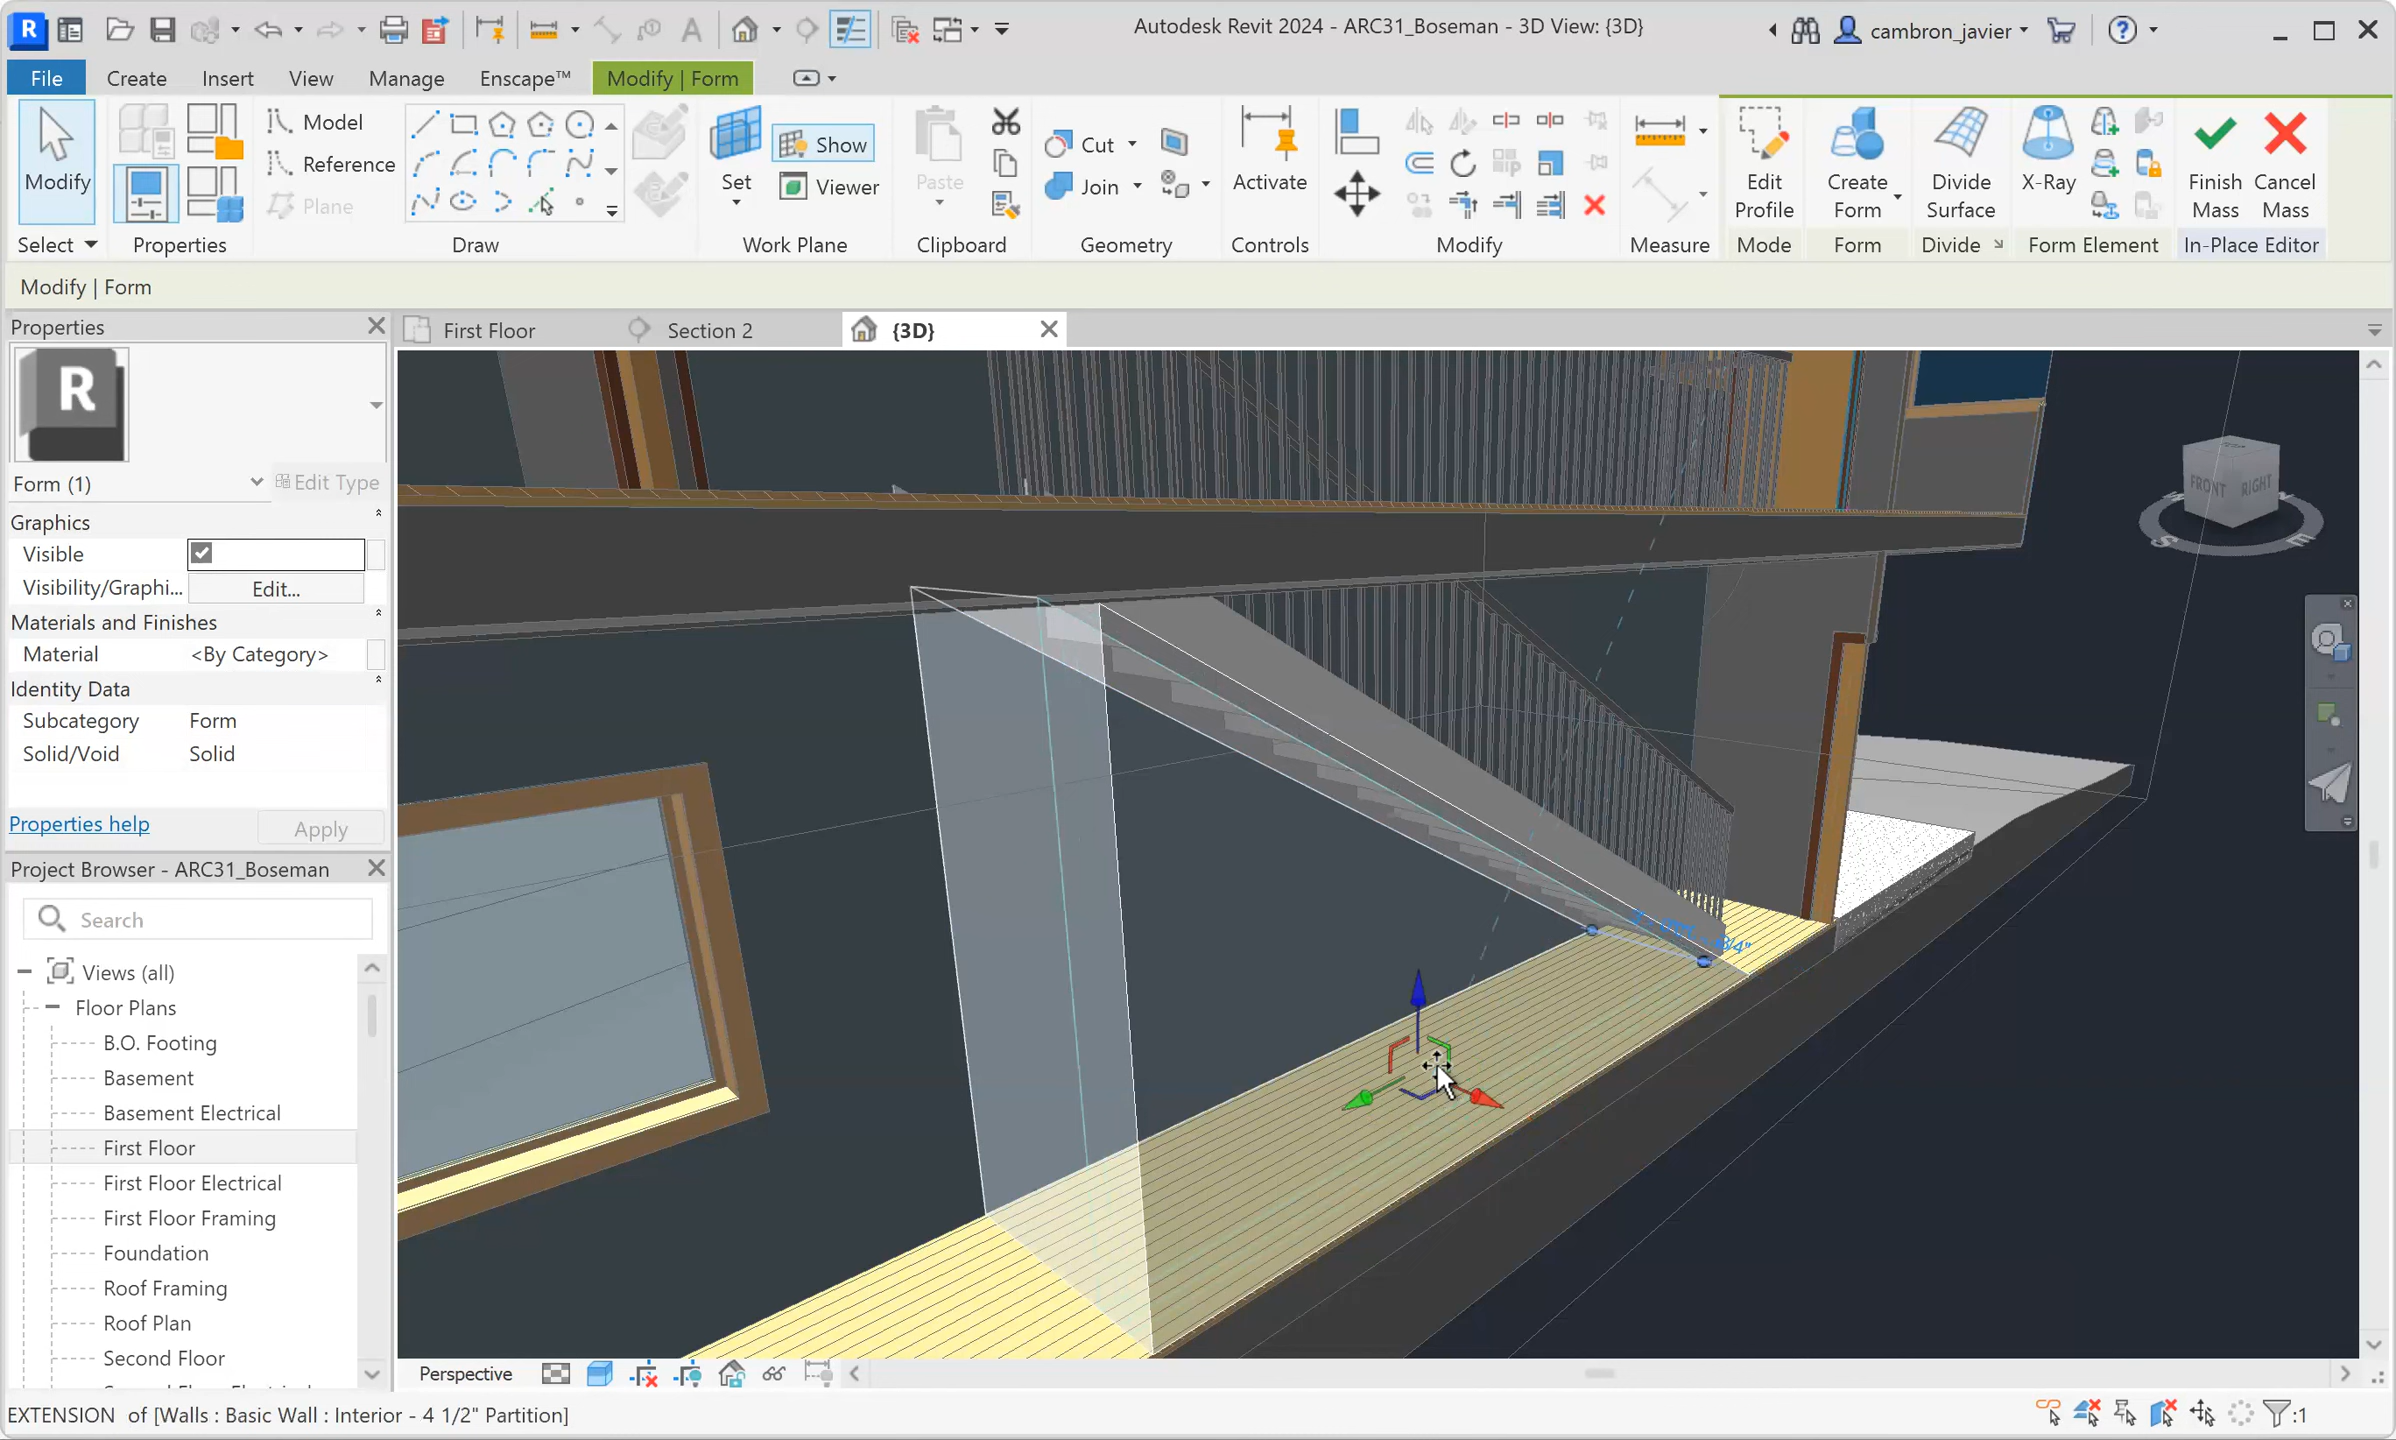 R
Autodesk Revit 2024 - ARC31_Boseman - 3D View: {3D}
cambron_javier
File
Create
Insert
View
Manage
Enscape™
Modify | Form
Modify
Model
Reference
Plane
Set
Show
Viewer
Paste
Cut
Join
Activate
Edit
Profile
Create
Form
Divide
Surface
X-Ray
Finish
Mass
Cancel
Mass
Select
Properties
Draw
Work Plane
Clipboard
Geometry
Controls
Modify
Measure
Mode
Form
Divide
Form Element
In-Place Editor
Modify | Form
Properties
R
Form (1)
Edit Type
Graphics
Visible
Visibility/Graphi...
Edit...
Materials and Finishes
Material
<By Category>
Identity Data
Subcategory
Form
Solid/Void
Solid
Properties help
Apply
Project Browser - ARC31_Boseman
Search
Views (all)
Floor Plans
B.O. Footing
Basement
Basement Electrical
First Floor
First Floor Electrical
First Floor Framing
Foundation
Roof Framing
Roof Plan
Second Floor
First Floor
Section 2
{3D}
FRONT
RIGHT
S
E
Perspective
EXTENSION of [Walls : Basic Wall : Interior - 4 1/2" Partition]
:1